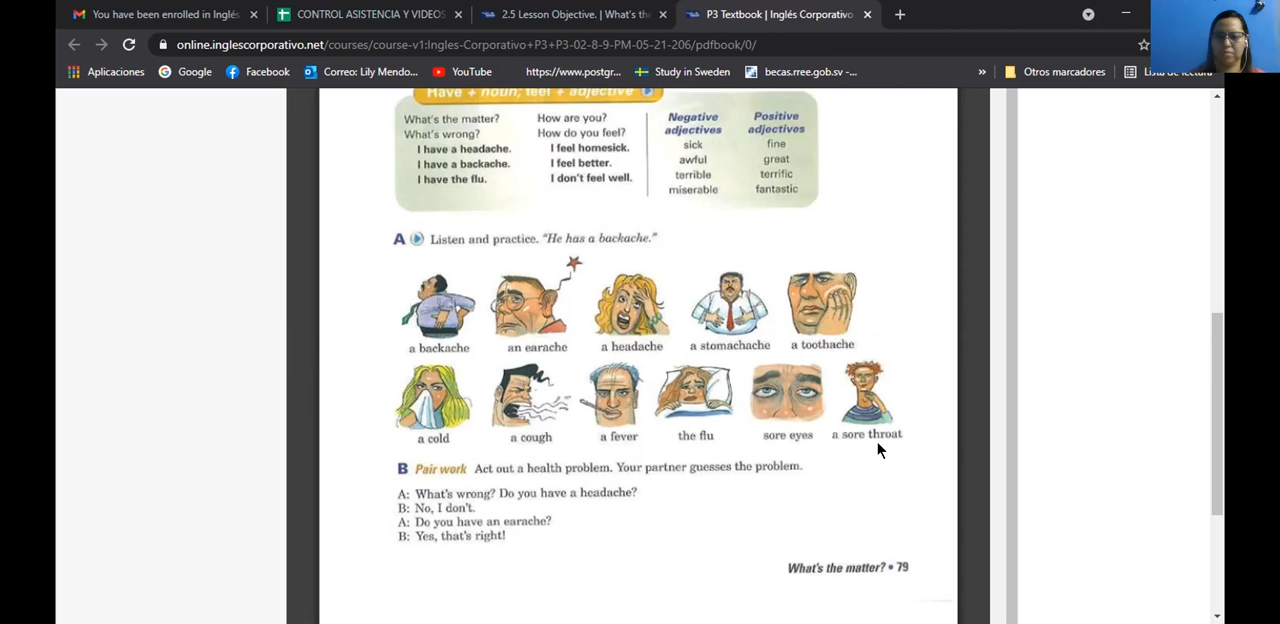 You have been enrolled in Inglés
CONTROL ASISTENCIA Y VIDEOS
2.5 Lesson Objective. | What's the
P3 Textbook | Inglés Corporativo
online.inglescorporativo.net/courses/course-v1:Ingles-Corporativo+P3+P3-02-8-9-PM-05-21-206/pdfbook/0/
Aplicaciones
Google
Facebook
Correo: Lily Mendo...
YouTube
https://www.postgr...
Study in Sweden
becas.rree.gob.sv -...
»
Otros marcadores
Lista de lectura
Have + noun; feel + adjective
What's the matter?
What's wrong?
I have a headache.
I have a backache.
I have the flu.
How are you?
How do you feel?
I feel homesick.
I feel better.
I don't feel well.
Negative
adjectives
sick
awful
terrible
miserable
Positive
adjectives
fine
great
terrific
fantastic
A Listen and practice. "He has a backache."
a backache
an earache
a headache
a stomachache
a toothache
a cold
a cough
a fever
the flu
sore eyes
a sore throat
B Pair work Act out a health problem. Your partner guesses the problem.
A: What's wrong? Do you have a headache?
B: No, I don't.
A: Do you have an earache?
B: Yes, that's right!
What's the matter? • 79